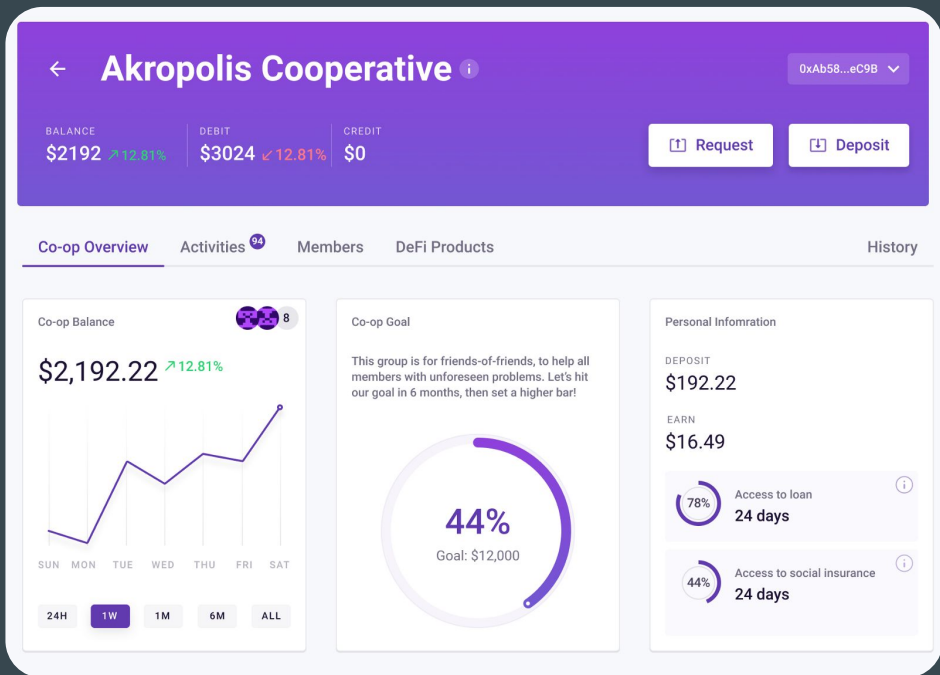 Akropolis Cooperative
0xAb58...eC9B
BALANCE
$2192 12.81%
DEBIT
$3024 12.81%
CREDIT
$0
Request
Deposit
Co-op Overview
Activities 94
Members
DeFi Products
History
Co-op Balance
8
$2,192.22 12.81%
SUN MON TUE WED THU FRI SAT
24H 1W 1M 6M ALL
Co-op Goal
This group is for friends-of-friends, to help all
members with unforeseen problems. Let's hit
our goal in 6 months, then set a higher bar!
44%
Goal: $12,000
Personal Infomration
DEPOSIT
$192.22
EARN
$16.49
78%
Access to loan
24 days
44%
Access to social insurance
24 days